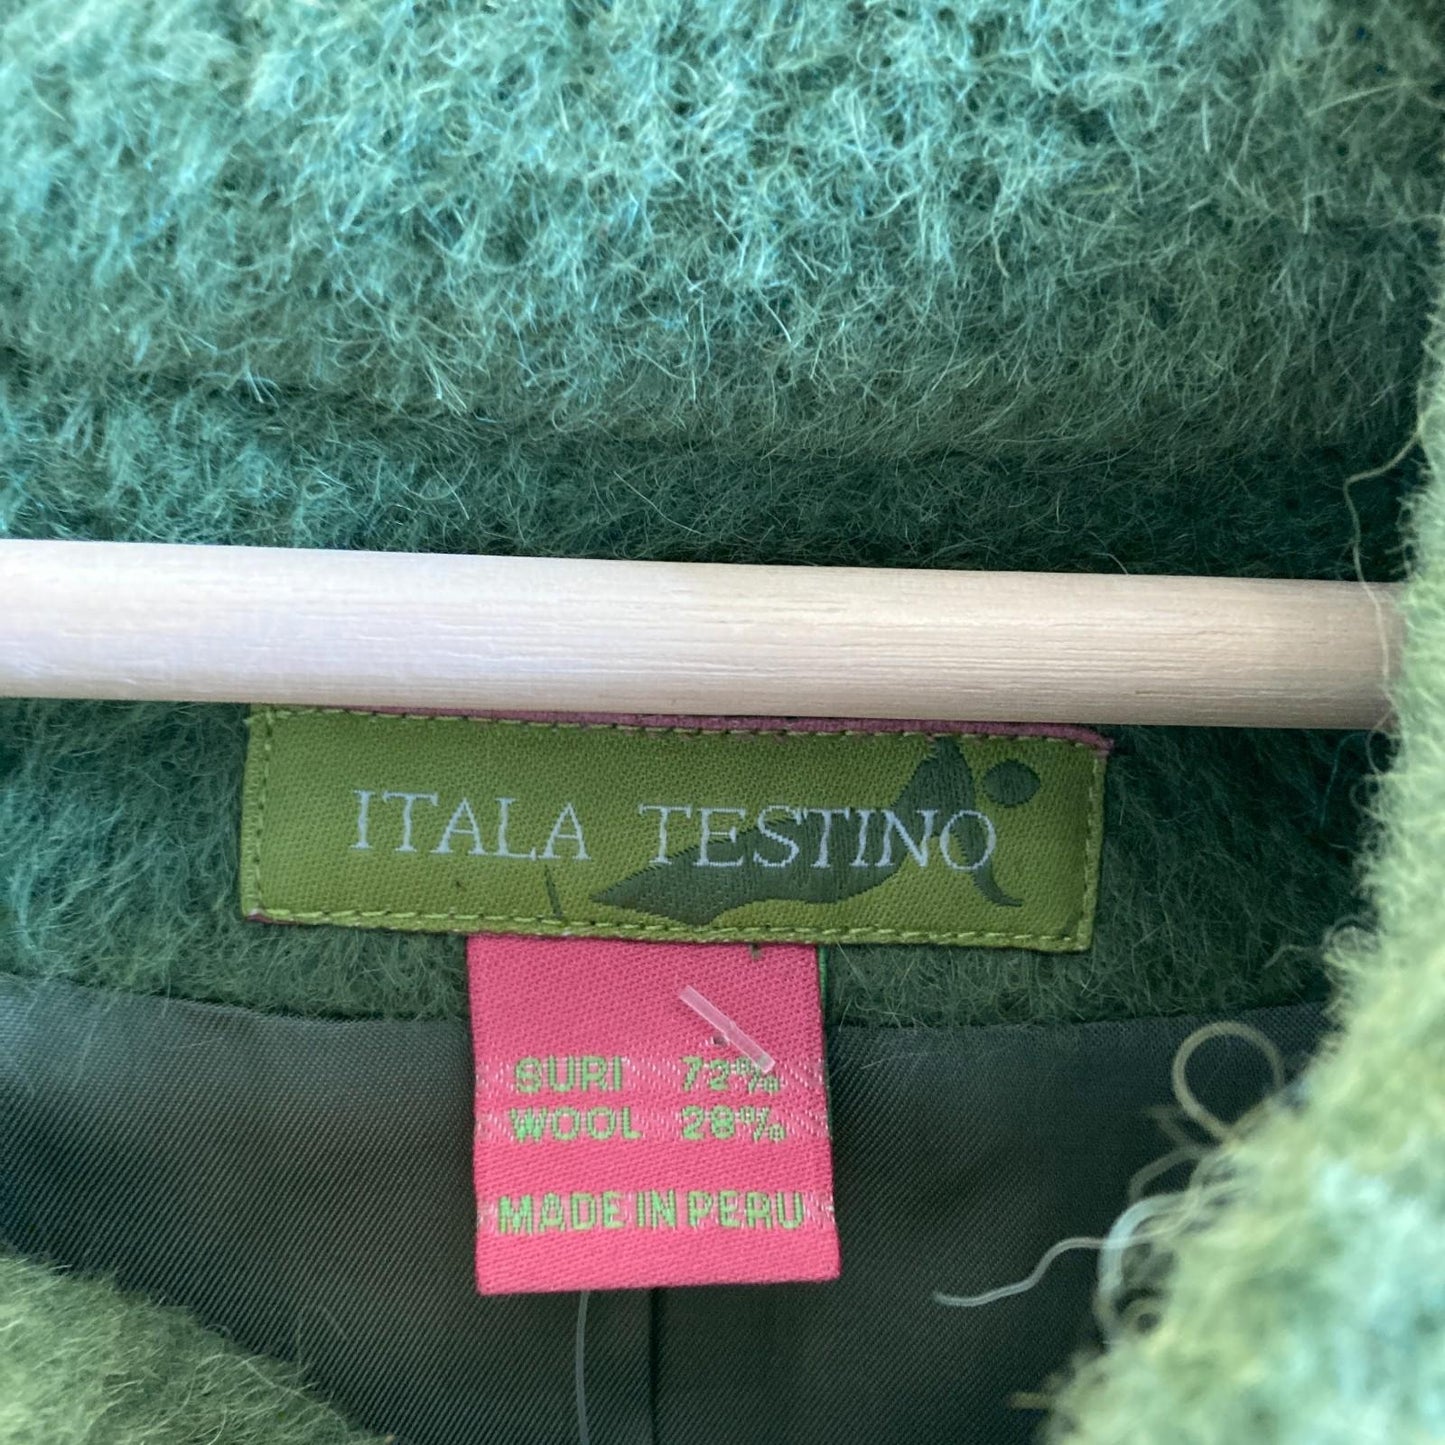 ITALA TESTINO
SURI 72%
WOOL 28%
MADE IN PERU